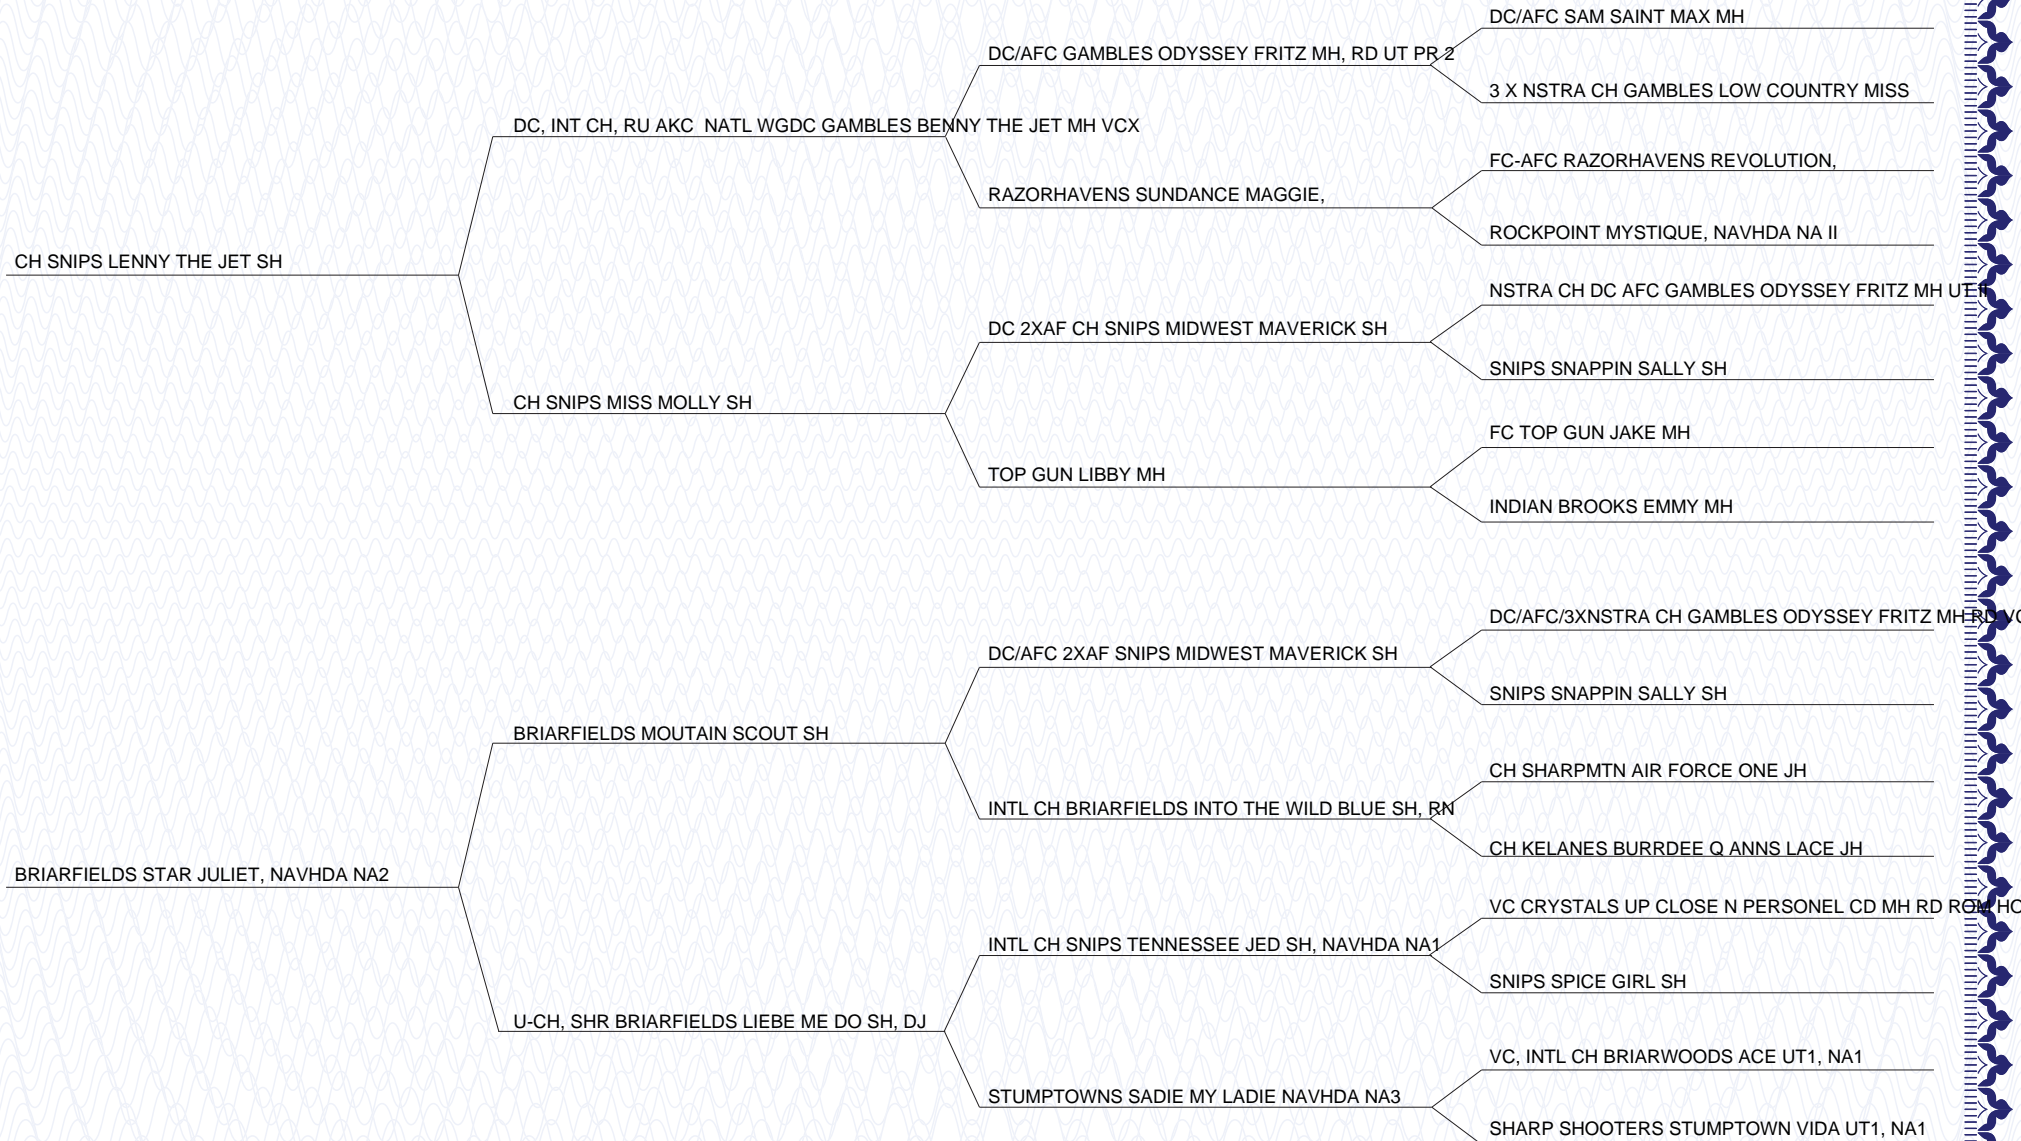 DC/AFC SAM SAINT MAX MH
DC/AFC GAMBLES ODYSSEY FRITZ MH, RD UT PR 2
3 X NSTRA CH GAMBLES LOW COUNTRY MISS
DC, INT CH, RU AKC  NATL WGDC GAMBLES BENNY THE JET MH VCX
FC-AFC RAZORHAVENS REVOLUTION,
RAZORHAVENS SUNDANCE MAGGIE,
ROCKPOINT MYSTIQUE, NAVHDA NA II
CH SNIPS LENNY THE JET SH
NSTRA CH DC AFC GAMBLES ODYSSEY FRITZ MH UT II
DC 2XAF CH SNIPS MIDWEST MAVERICK SH
SNIPS SNAPPIN SALLY SH
CH SNIPS MISS MOLLY SH
FC TOP GUN JAKE MH
TOP GUN LIBBY MH
INDIAN BROOKS EMMY MH
DC/AFC/3XNSTRA CH GAMBLES ODYSSEY FRITZ MH RD
DC/AFC 2XAF SNIPS MIDWEST MAVERICK SH
SNIPS SNAPPIN SALLY SH
BRIARFIELDS MOUTAIN SCOUT SH
CH SHARPMTN AIR FORCE ONE JH
INTL CH BRIARFIELDS INTO THE WILD BLUE SH, RN
CH KELANES BURRDEE Q ANNS LACE JH
BRIARFIELDS STAR JULIET, NAVHDA NA2
VC CRYSTALS UP CLOSE N PERSONEL CD MH RD ROM
INTL CH SNIPS TENNESSEE JED SH, NAVHDA NA1
SNIPS SPICE GIRL SH
U-CH, SHR BRIARFIELDS LIEBE ME DO SH, DJ
VC, INTL CH BRIARWOODS ACE UT1, NA1
STUMPTOWNS SADIE MY LADIE NAVHDA NA3
SHARP SHOOTERS STUMPTOWN VIDA UT1, NA1